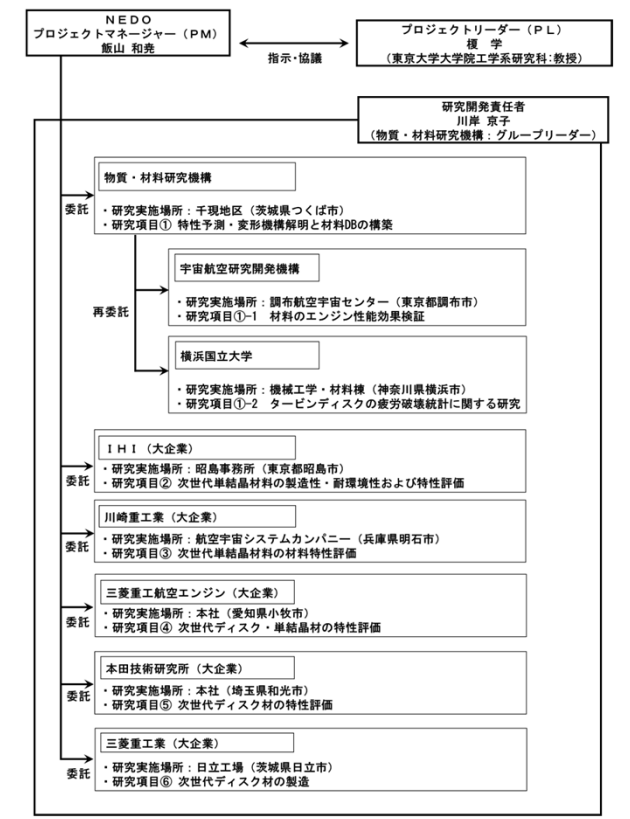 ＮＥＤＯ
プロジェクトマネージャー（ＰＭ）
飯山 和堯
指示・協議
プロジェクトリーダー（ＰＬ）
榎 学
（東京大学大学院工学系研究科：教授）
研究開発責任者
川岸 京子
（物質・材料研究機構：グループリーダー）
委託
物質・材料研究機構
・研究実施場所：千現地区（茨城県つくば市）
・研究項目① 特性予測・変形機構解明と材料DBの構築
再委託
宇宙航空研究開発機構
・研究実施場所：調布航空宇宙センター（東京都調布市）
・研究項目①-1 材料のエンジン性能効果検証
横浜国立大学
・研究実施場所：機械工学・材料棟（神奈川県横浜市）
・研究項目①-2 タービンディスクの疲労破壊統計に関する研究
委託
ＩＨＩ（大企業）
・研究実施場所：昭島事務所（東京都昭島市）
・研究項目② 次世代単結晶材料の製造性・耐環境性および特性評価
委託
川崎重工業（大企業）
・研究実施場所：航空宇宙システムカンパニー（兵庫県明石市）
・研究項目③ 次世代単結晶材料の材料特性評価
委託
三菱重工航空エンジン（大企業）
・研究実施場所：本社（愛知県小牧市）
・研究項目④ 次世代ディスク・単結晶材の特性評価
委託
本田技術研究所（大企業）
・研究実施場所：本社（埼玉県和光市）
・研究項目⑤ 次世代ディスク材の特性評価
委託
三菱重工業（大企業）
・研究実施場所：日立工場（茨城県日立市）
・研究項目⑥ 次世代ディスク材の製造